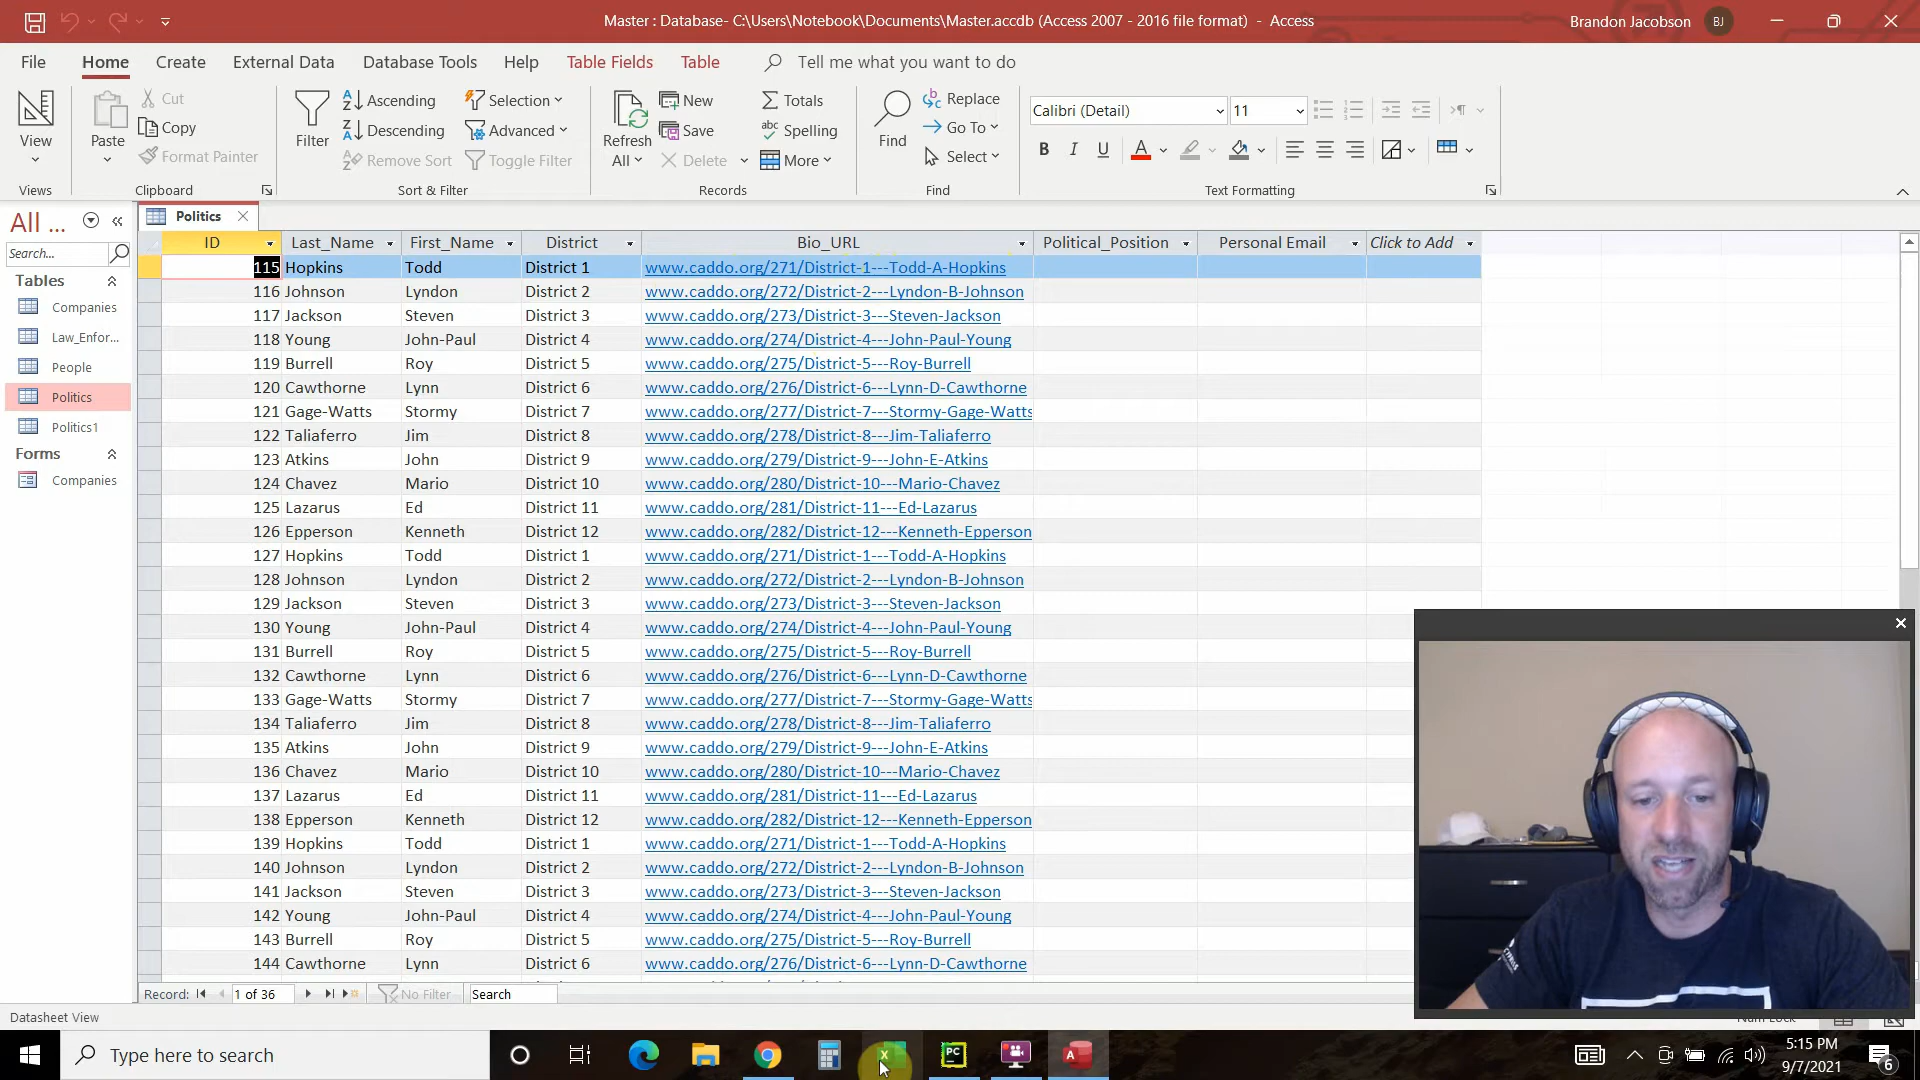 Master : Database- C:\Users\Notebook\Documents\Master.accdb (Access 2007 - 2016 file format) - Access
Brandon Jacobson BJ
File Home Create External Data Database Tools Help Table Fields Table Tell me what you want to do
View
Views
Paste
Cut
Copy
Format Painter
Clipboard
Filter
Ascending
Descending
Remove Sort
Selection
Advanced
Toggle Filter
Sort & Filter
Refresh
All
New
Save
Delete
Totals
Spelling
More
Records
Find
Replace
Go To
Select
Find
Calibri (Detail) 11
B I U A
Text Formatting
All ...
Search...
Tables
Companies
Law_Enfor...
People
Politics
Politics1
Forms
Companies
Politics
ID Last_Name First_Name District Bio_URL Political_Position Personal Email Click to Add
115 Hopkins Todd District 1 www.caddo.org/271/District-1---Todd-A-Hopkins
116 Johnson Lyndon District 2 www.caddo.org/272/District-2---Lyndon-B-Johnson
117 Jackson Steven District 3 www.caddo.org/273/District-3---Steven-Jackson
118 Young John-Paul District 4 www.caddo.org/274/District-4---John-Paul-Young
119 Burrell Roy District 5 www.caddo.org/275/District-5---Roy-Burrell
120 Cawthorne Lynn District 6 www.caddo.org/276/District-6---Lynn-D-Cawthorne
121 Gage-Watts Stormy District 7 www.caddo.org/277/District-7---Stormy-Gage-Watts
122 Taliaferro Jim District 8 www.caddo.org/278/District-8---Jim-Taliaferro
123 Atkins John District 9 www.caddo.org/279/District-9---John-E-Atkins
124 Chavez Mario District 10 www.caddo.org/280/District-10---Mario-Chavez
125 Lazarus Ed District 11 www.caddo.org/281/District-11---Ed-Lazarus
126 Epperson Kenneth District 12 www.caddo.org/282/District-12---Kenneth-Epperson
127 Hopkins Todd District 1 www.caddo.org/271/District-1---Todd-A-Hopkins
128 Johnson Lyndon District 2 www.caddo.org/272/District-2---Lyndon-B-Johnson
129 Jackson Steven District 3 www.caddo.org/273/District-3---Steven-Jackson
130 Young John-Paul District 4 www.caddo.org/274/District-4---John-Paul-Young
131 Burrell Roy District 5 www.caddo.org/275/District-5---Roy-Burrell
132 Cawthorne Lynn District 6 www.caddo.org/276/District-6---Lynn-D-Cawthorne
133 Gage-Watts Stormy District 7 www.caddo.org/277/District-7---Stormy-Gage-Watts
134 Taliaferro Jim District 8 www.caddo.org/278/District-8---Jim-Taliaferro
135 Atkins John District 9 www.caddo.org/279/District-9---John-E-Atkins
136 Chavez Mario District 10 www.caddo.org/280/District-10---Mario-Chavez
137 Lazarus Ed District 11 www.caddo.org/281/District-11---Ed-Lazarus
138 Epperson Kenneth District 12 www.caddo.org/282/District-12---Kenneth-Epperson
139 Hopkins Todd District 1 www.caddo.org/271/District-1---Todd-A-Hopkins
140 Johnson Lyndon District 2 www.caddo.org/272/District-2---Lyndon-B-Johnson
141 Jackson Steven District 3 www.caddo.org/273/District-3---Steven-Jackson
142 Young John-Paul District 4 www.caddo.org/274/District-4---John-Paul-Young
143 Burrell Roy District 5 www.caddo.org/275/District-5---Roy-Burrell
144 Cawthorne Lynn District 6 www.caddo.org/276/District-6---Lynn-D-Cawthorne
Record: 1 of 36 No Filter Search
Datasheet View
Type here to search
PC
5:15 PM
9/7/2021
6